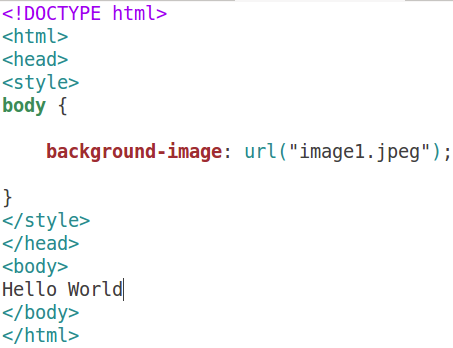 <!DOCTYPE html>
<html>
<head>
<style>
body {
background-image: url("image1.jpeg");
}
</style>
</head>
<body>
Hello World
</body>
</html>